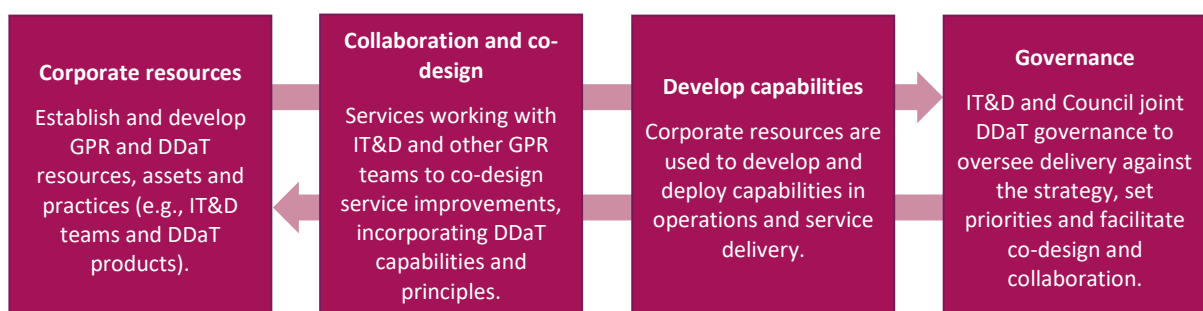 Corporate resources
Establish and develop
GPR and DDaT
resources, assets and
practices (e.g., IT&D
teams and DDaT
products).
Collaboration and co-
design
Services working with
IT&D and other GPR
teams to co-design
service improvements,
incorporating DDaT
capabilities and
principles.
Develop capabilities
Corporate resources are
used to develop and
deploy capabilities in
operations and service
delivery.
Governance
IT&D and Council joint
DDaT governance to
oversee delivery against
the strategy, set
priorities and facilitate
co-design and
collaboration.